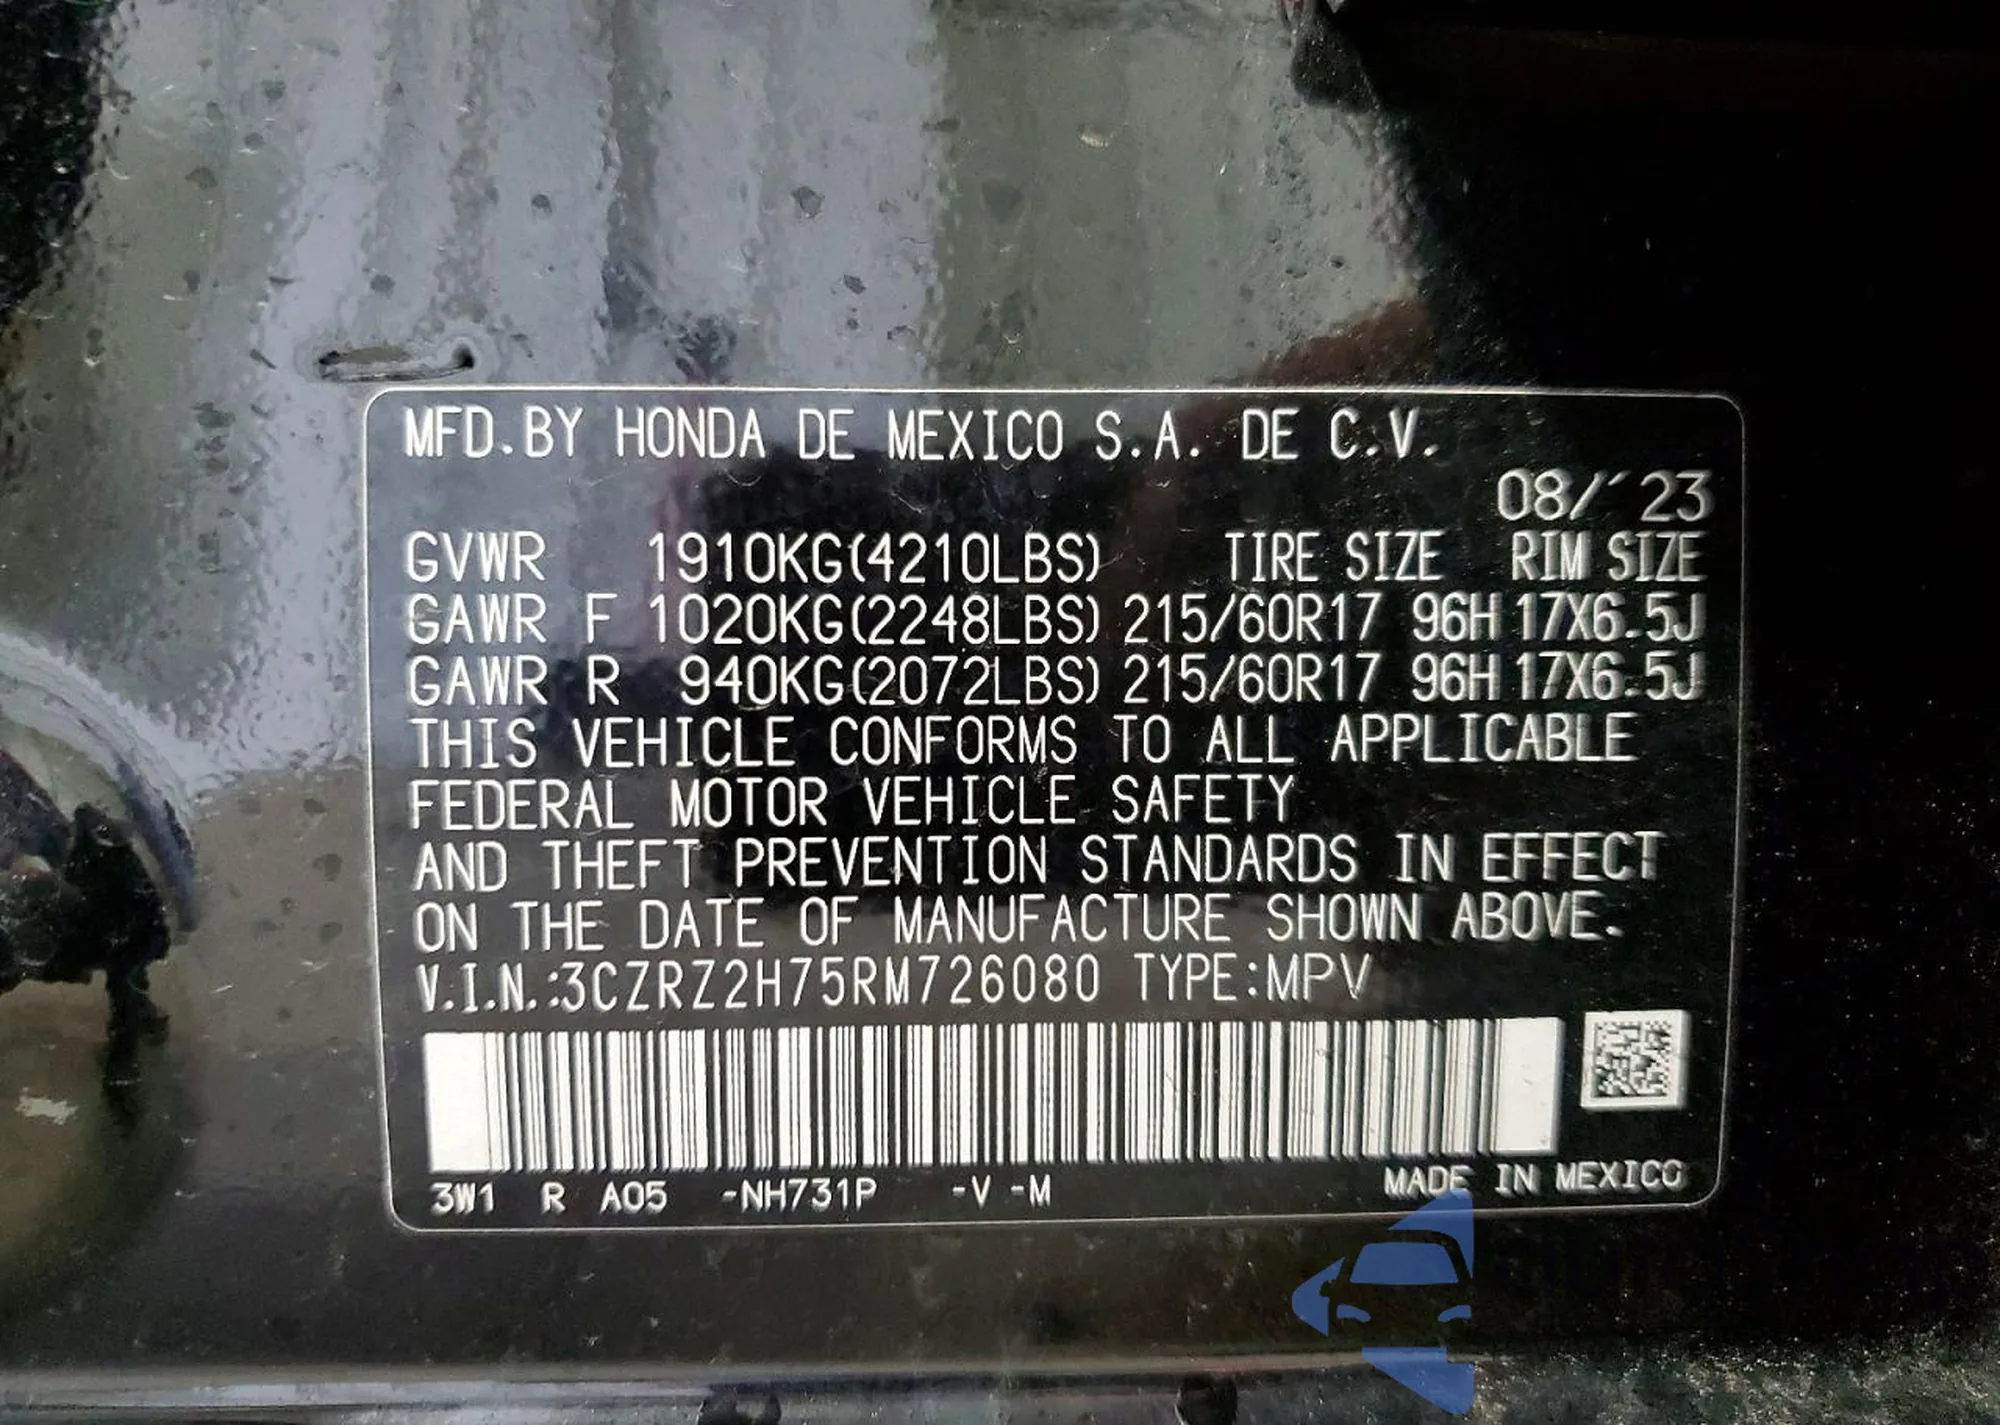 MFD.BY HONDA DE MEXICO S.A. DE C.V.
08/´23
GVWR 1910KG(4210LBS) TIRE SIZE RIM SIZE
GAWR F 1020KG(2248LBS) 215/60R17 96H 17X6.5J
GAWR R 940KG(2072LBS) 215/60R17 96H 17X6.5J
THIS VEHICLE CONFORMS TO ALL APPLICABLE
FEDERAL MOTOR VEHICLE SAFETY
AND THEFT PREVENTION STANDARDS IN EFFECT
ON THE DATE OF MANUFACTURE SHOWN ABOVE.
V.I.N.:3CZRZ2H75RM726080 TYPE:MPV
3W1 R A05 -NH731P -V -M MADE IN MEXICO